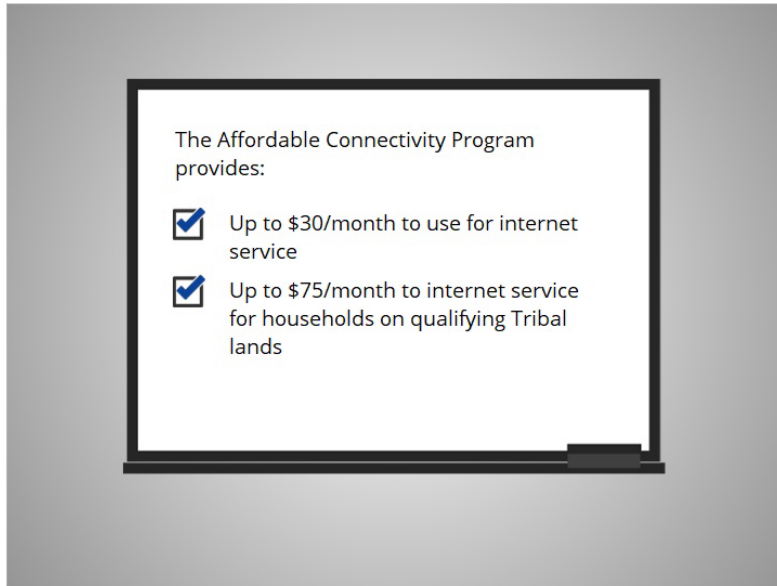 The Affordable Connectivity Program
provides:
Up to $30/month to use for internet
service
Up to $75/month to internet service
for households on qualifying Tribal
lands